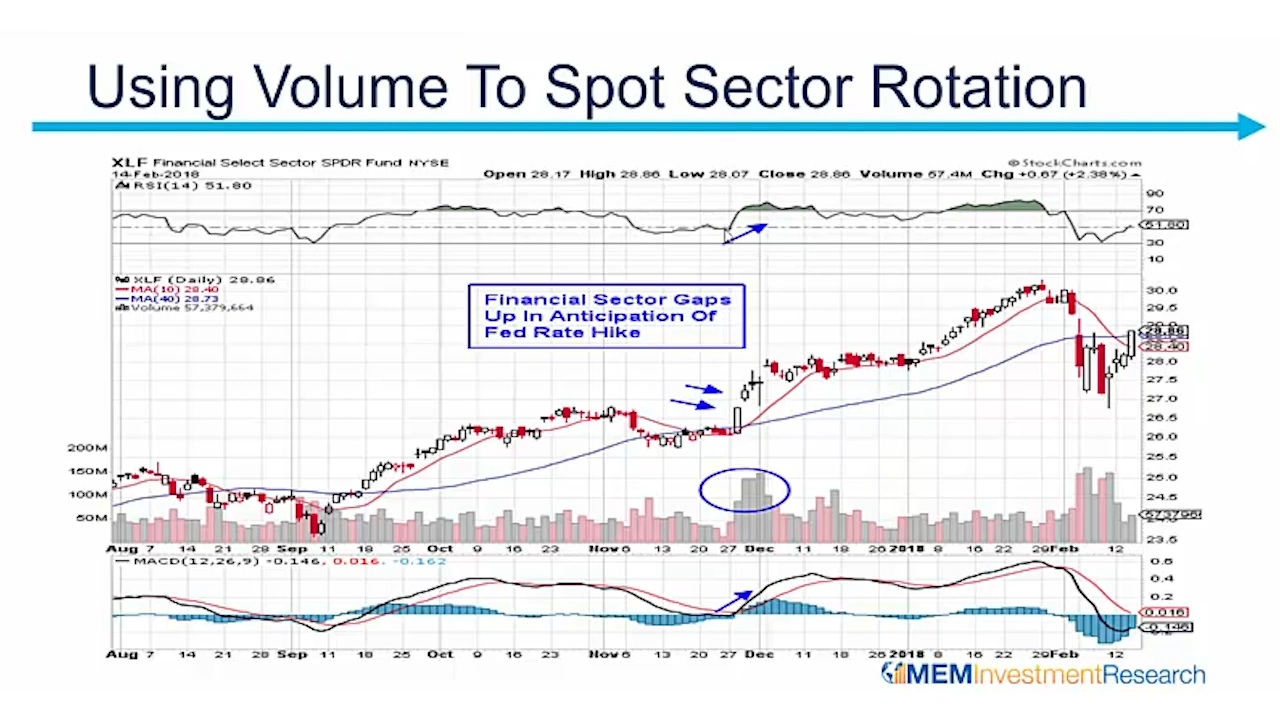 Using Volume To Spot Sector Rotation
XLF Financial Select Sector SPDR Fund NYSE
© StockCharts.com
14-Feb-2018
Open 28.17 High 28.86 Low 28.07 Close 28.86 Volume 57.4M Chg +0.67 (+2.38%)
RSI(14) 51.80
90
70
51.80
30
10
XLF (Daily) 28.86
MA(10) 28.40
MA(40) 28.73
Volume 57,379,664
Financial Sector Gaps
Up In Anticipation Of
Fed Rate Hike
30.0
29.5
28.86
28.40
28.0
27.5
27.0
26.5
26.0
25.5
25.0
24.5
23.5
200M
150M
100M
50M
Aug 7 14 21 28 Sep 11 18 25 Oct 9 16 23 Nov 6 13 20 27 Dec 11 18 26 2018 8 16 22 29 Feb 12
MACD(12,26,9) -0.146, 0.016, -0.162
0.6
0.4
0.2
0.016
-0.146
Aug 7 14 21 28 Sep 11 18 25 Oct 9 16 23 Nov 6 13 20 27 Dec 11 18 26 2018 8 16 22 29 Feb 12
MEMInvestmentResearch